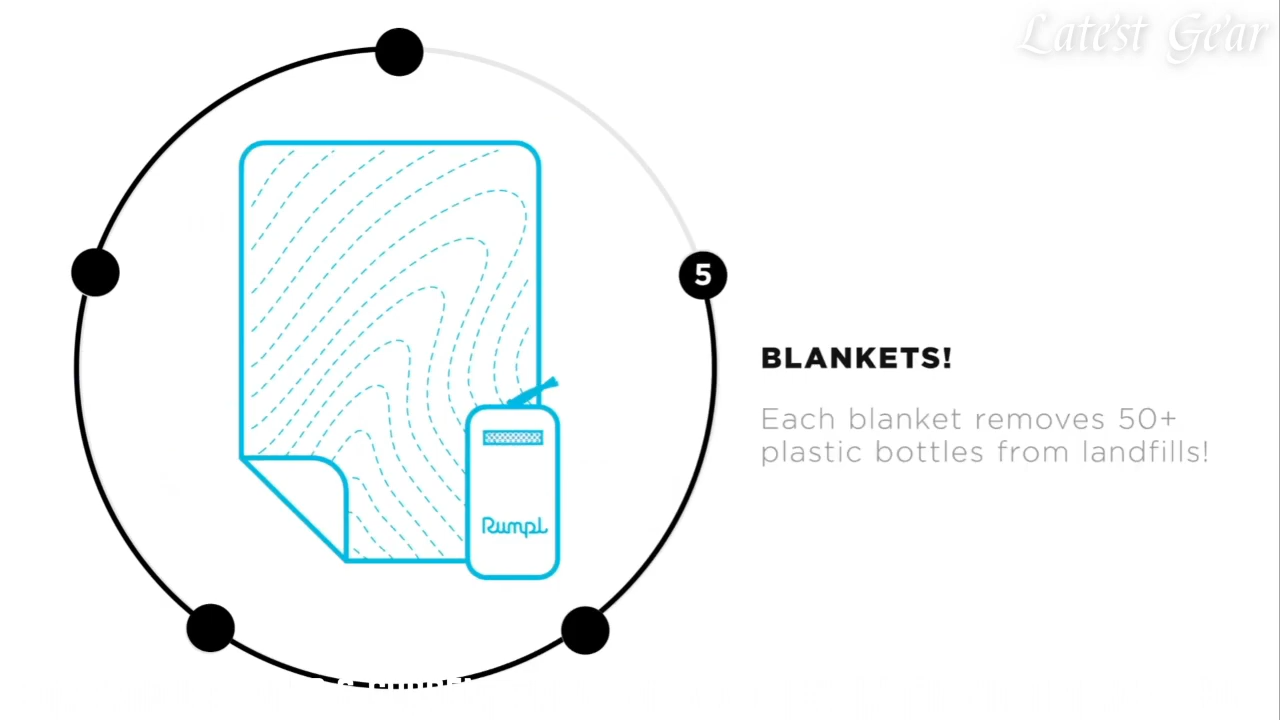 Late'st Ge'ar
5
BLANKETS!
Each blanket removes 50+
plastic bottles from landfills!
Rumpl